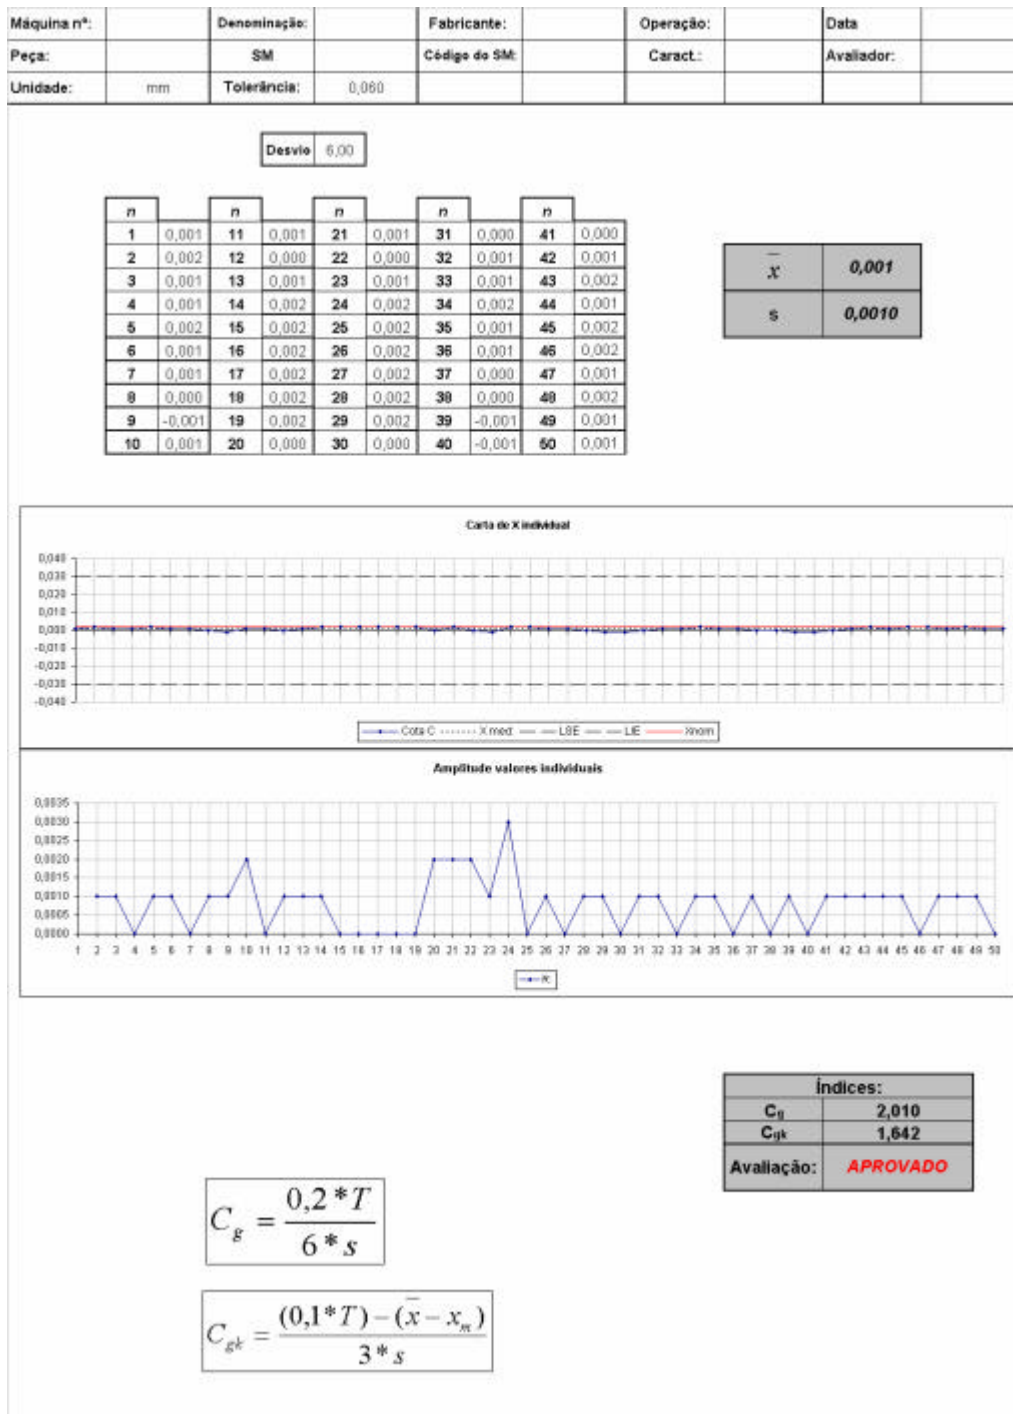 Máquina nº: Denominação: Fabricante: Operação: Data
Peça: SM Código do SM: Caract.: Avaliador:
Unidade: mm Tolerância: 0,060
Desvio 6,00
n n n n n
1 0,001 11 0,001 21 0,001 31 0,000 41 0,000
2 0,002 12 0,000 22 0,000 32 0,001 42 0,001
3 0,001 13 0,001 23 0,001 33 0,001 43 0,002
4 0,001 14 0,002 24 0,002 34 0,002 44 0,001
5 0,002 15 0,002 25 0,002 35 0,001 45 0,002
6 0,001 16 0,002 26 0,002 36 0,001 46 0,002
7 0,001 17 0,002 27 0,002 37 0,000 47 0,001
8 0,000 18 0,002 28 0,002 38 0,000 48 0,002
9 -0,001 19 0,002 29 0,002 39 -0,001 49 0,001
10 0,001 20 0,000 30 0,000 40 -0,001 50 0,001
x̅ 0,001
s 0,0010
Carta de X individual
0,040
0,030
0,020
0,010
0,000
-0,010
-0,020
-0,030
-0,040
Cota C X med. LSE LIE Xnom
Amplitude valores individuais
0,0035
0,0030
0,0025
0,0020
0,0015
0,0010
0,0005
0,0000
1 2 3 4 5 6 7 8 9 10 11 12 13 14 15 16 17 18 19 20 21 22 23 24 25 26 27 28 29 30 31 32 33 34 35 36 37 38 39 40 41 42 43 44 45 46 47 48 49 50
R
Índices:
Cg 2,010
Cgk 1,642
Avaliação: APROVADO
C_g = 0,2 * T / 6 * s
C_gk = (0,1 * T) − (x̅ − x_m) / 3 * s